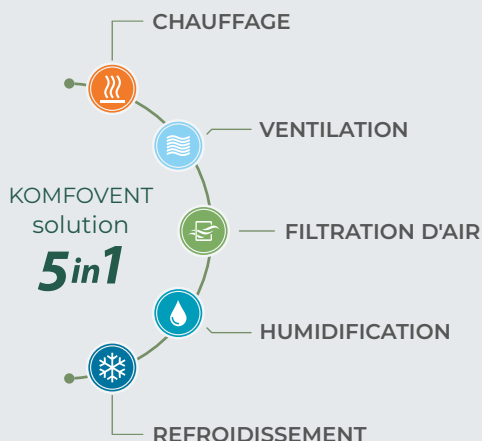 CHAUFFAGE
VENTILATION
KOMFOVENT
solution
5in1
FILTRATION D'AIR
HUMIDIFICATION
REFROIDISSEMENT